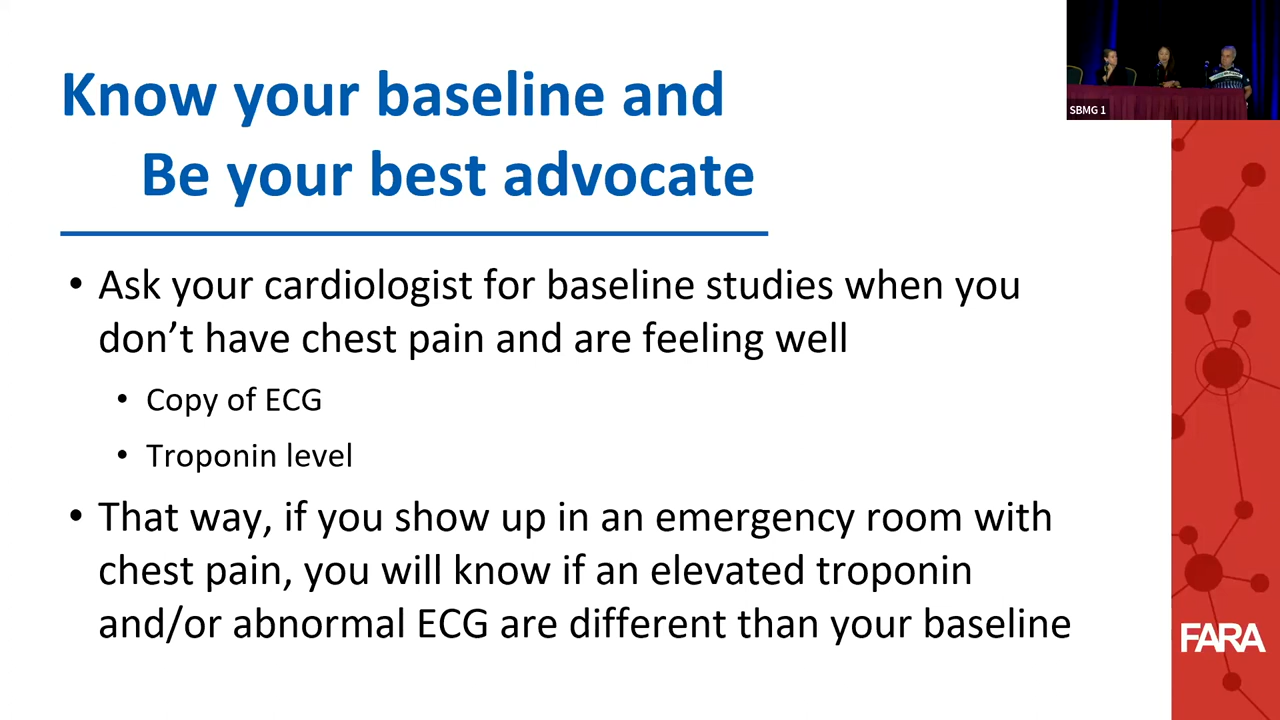 Know your baseline and
Be your best advocate
• Ask your cardiologist for baseline studies when you
don’t have chest pain and are feeling well
• Copy of ECG
• Troponin level
• That way, if you show up in an emergency room with
chest pain, you will know if an elevated troponin
and/or abnormal ECG are different than your baseline
SBMG 1
FARA